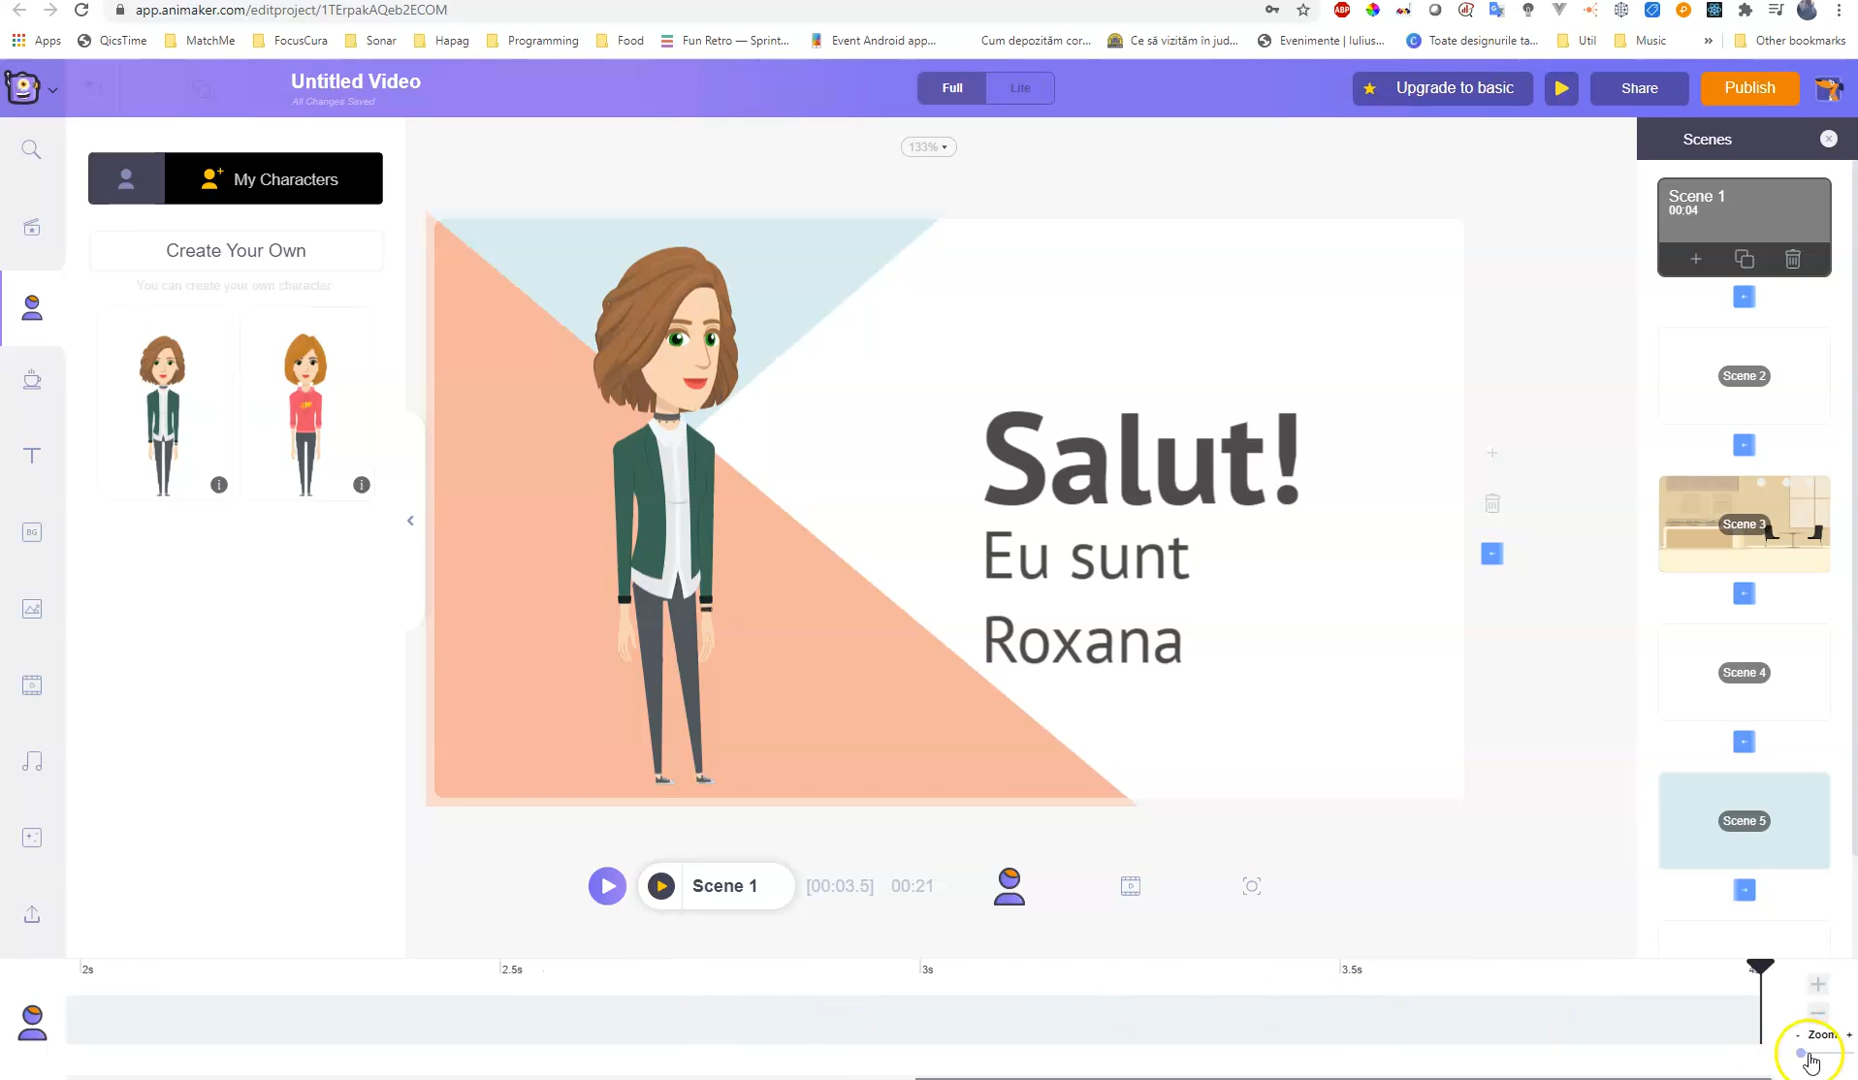 app.animaker.com/editproject/1TErpakAQeb2ECOM
ABP
Apps QicsTime MatchMe FocusCura Sonar Hapag Programming Food Fun Retro — Sprint... Event Android app... Cum depozităm cor... Ce să vizităm în jud... Evenimente | Iulius... Toate designurile ta... Util Music » Other bookmarks
Untitled Video
All Changes Saved
Full Lite
Upgrade to basic
Share
Publish
133%
Scenes
My Characters
Create Your Own
You can create your own character
Scene 1
00:04
Scene 2
Scene 3
Scene 4
Scene 5
BG
Salut!
Eu sunt
Roxana
Scene 1 [00:03.5] 00:21
2s 2.5s 3s 3.5s
- Zoom +